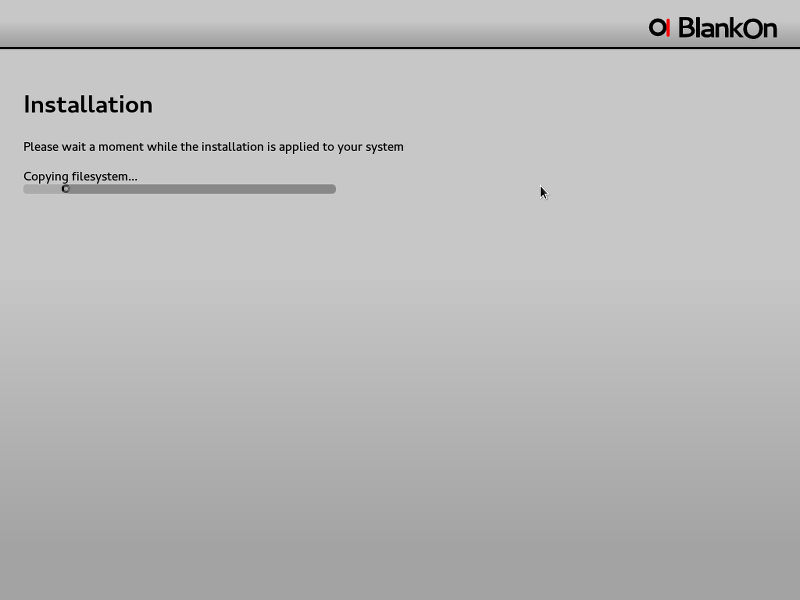 BlankOn
Installation
Please wait a moment while the installation is applied to your system
Copying filesystem...